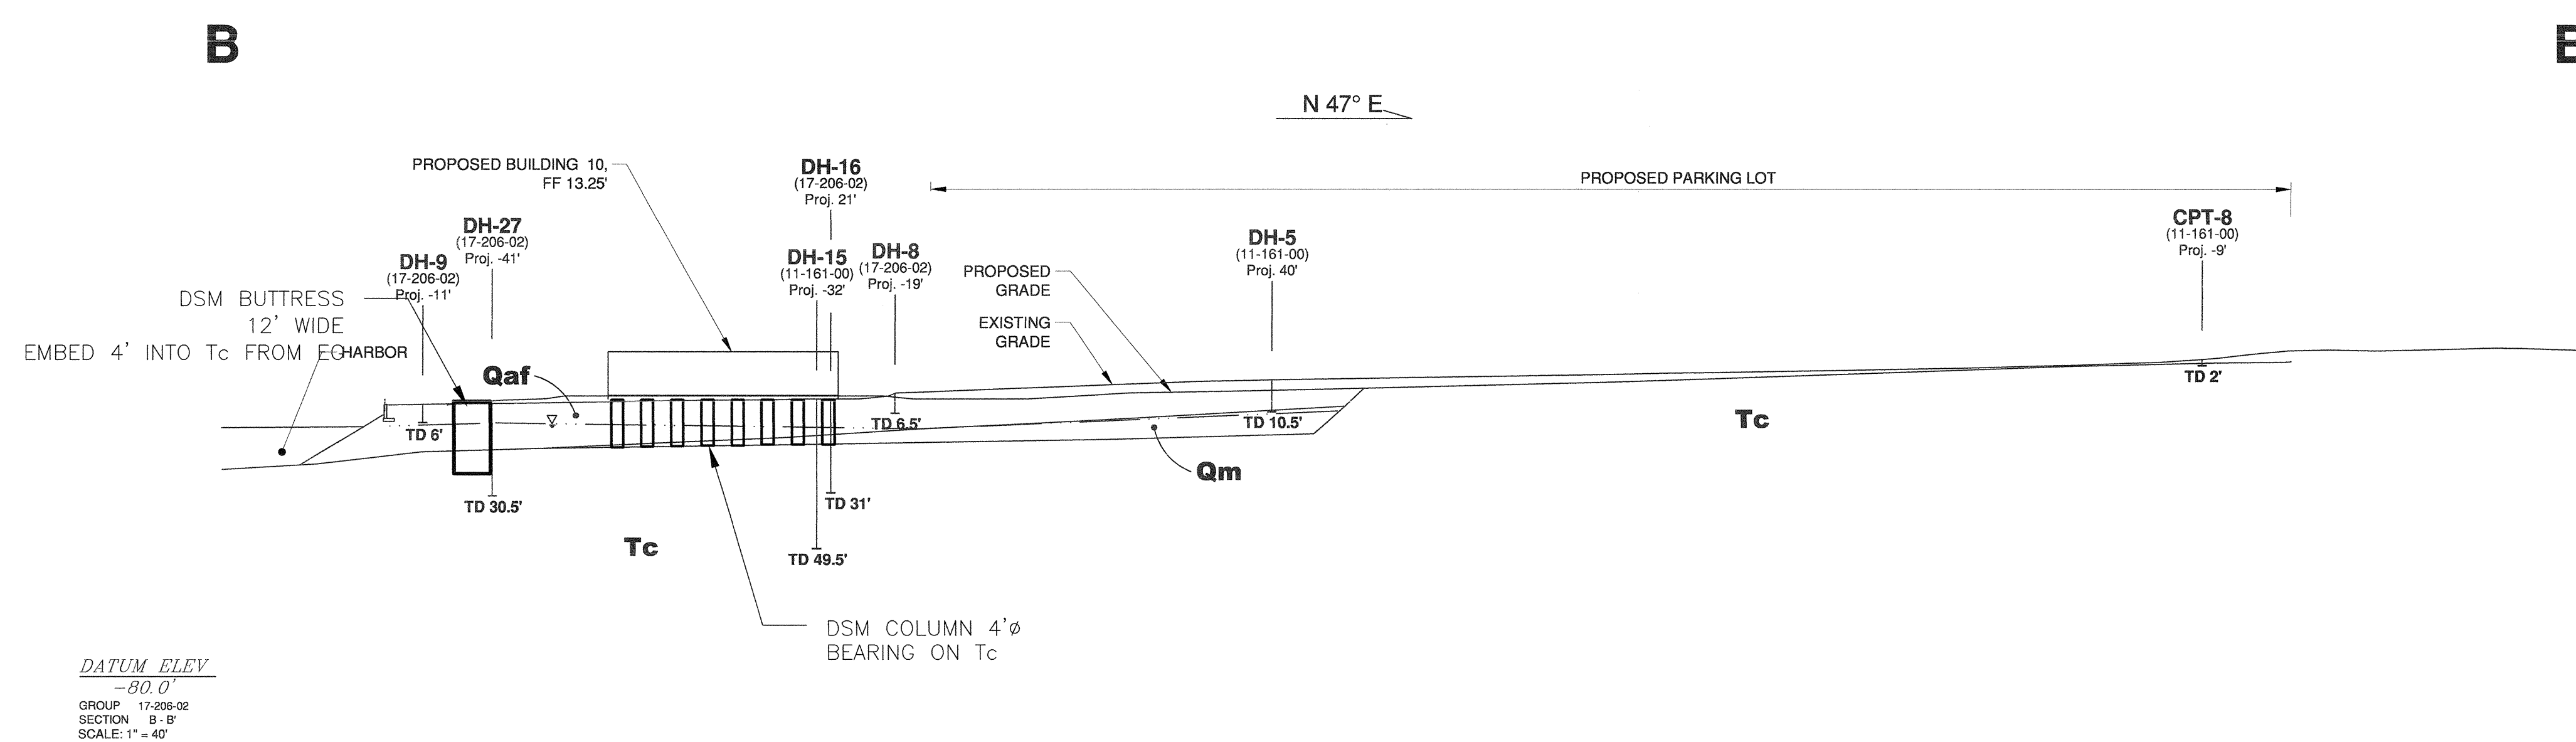 B
N 47° E
PROPOSED BUILDING 10,
FF 13.25'
DH-16
(17-206-02)
Proj. 21'
PROPOSED PARKING LOT
DH-27
(17-206-02)
Proj. -41'
DH-9
(17-206-02)
Proj. -11'
DH-15
(11-161-00)
Proj. -32'
DH-8
(17-206-02)
Proj. -19'
DH-5
(11-161-00)
Proj. 40'
CPT-8
(11-161-00)
Proj. -9'
DSM BUTTRESS
12' WIDE
EMBED 4' INTO Tc FROM EG
HARBOR
PROPOSED
GRADE
EXISTING
GRADE
Qaf
TD 6'
TD 6.5'
TD 10.5'
TD 2'
Tc
Qm
TD 30.5'
TD 31'
Tc
TD 49.5'
DSM COLUMN 4'ø
BEARING ON Tc
DATUM ELEV
-80.0'
GROUP 17-206-02
SECTION B - B'
SCALE: 1" = 40'